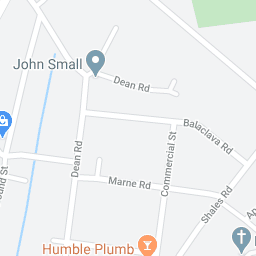 John Small
Dean Rd
Balaclava Rd
Commercial St
Dean Rd
Marne Rd
Shales Rd
Humble Plumb